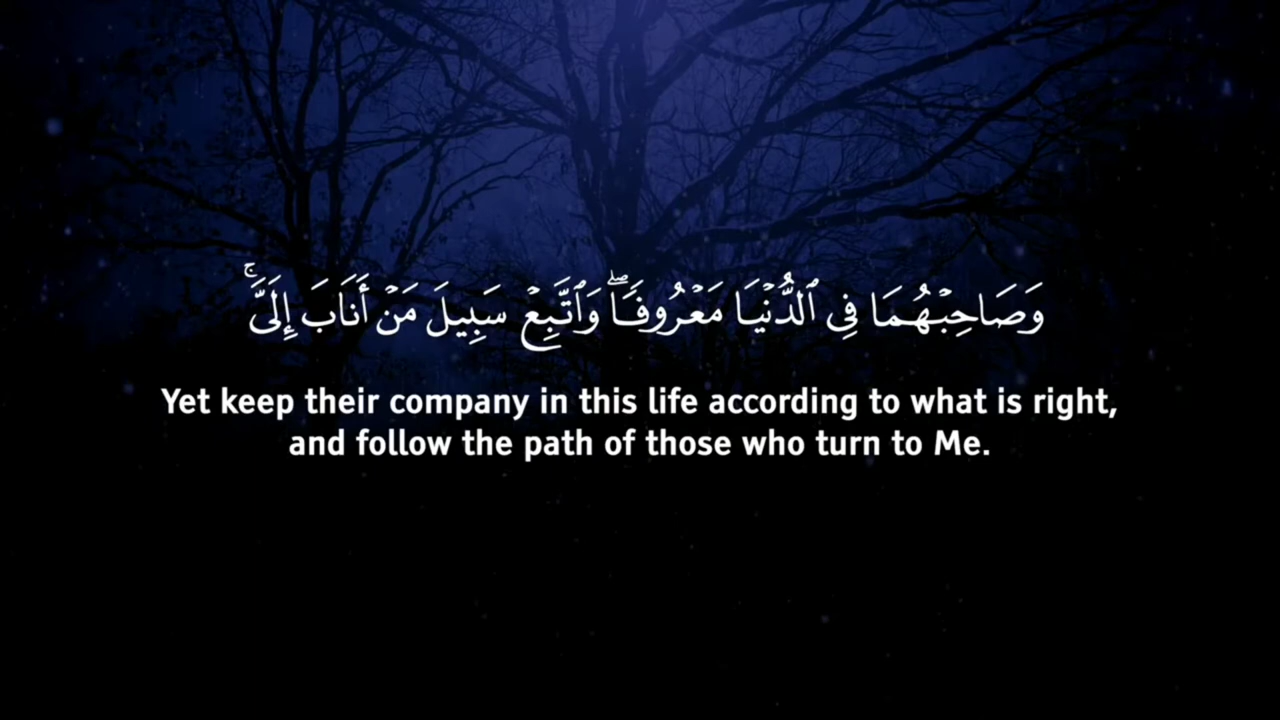 وَصَاحِبۡهُمَا فِي ٱلدُّنۡيَا مَعۡرُوفٗاۖ وَٱتَّبِعۡ سَبِيلَ مَنۡ أَنَابَ إِلَيَّۚ
Yet keep their company in this life according to what is right,
and follow the path of those who turn to Me.